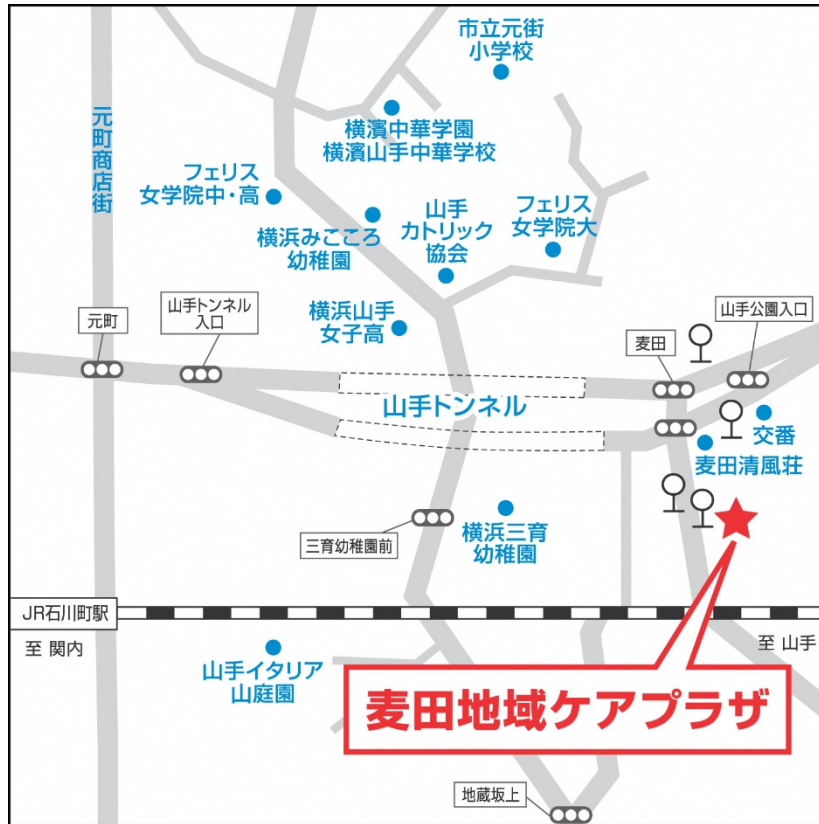 市立元街
小学校
元町商店街
横濱中華学園
横濱山手中華学校
フェリス
女学院中・高
横浜みこころ
幼稚園
山手
カトリック
協会
フェリス
女学院大
横浜山手
女子高
元町
山手トンネル
入口
麦田
山手公園入口
山手トンネル
交番
麦田清風荘
三育幼稚園前
横浜三育
幼稚園
JR石川町駅
至 関内
至 山手
山手イタリア
山庭園
麦田地域ケアプラザ
地蔵坂上